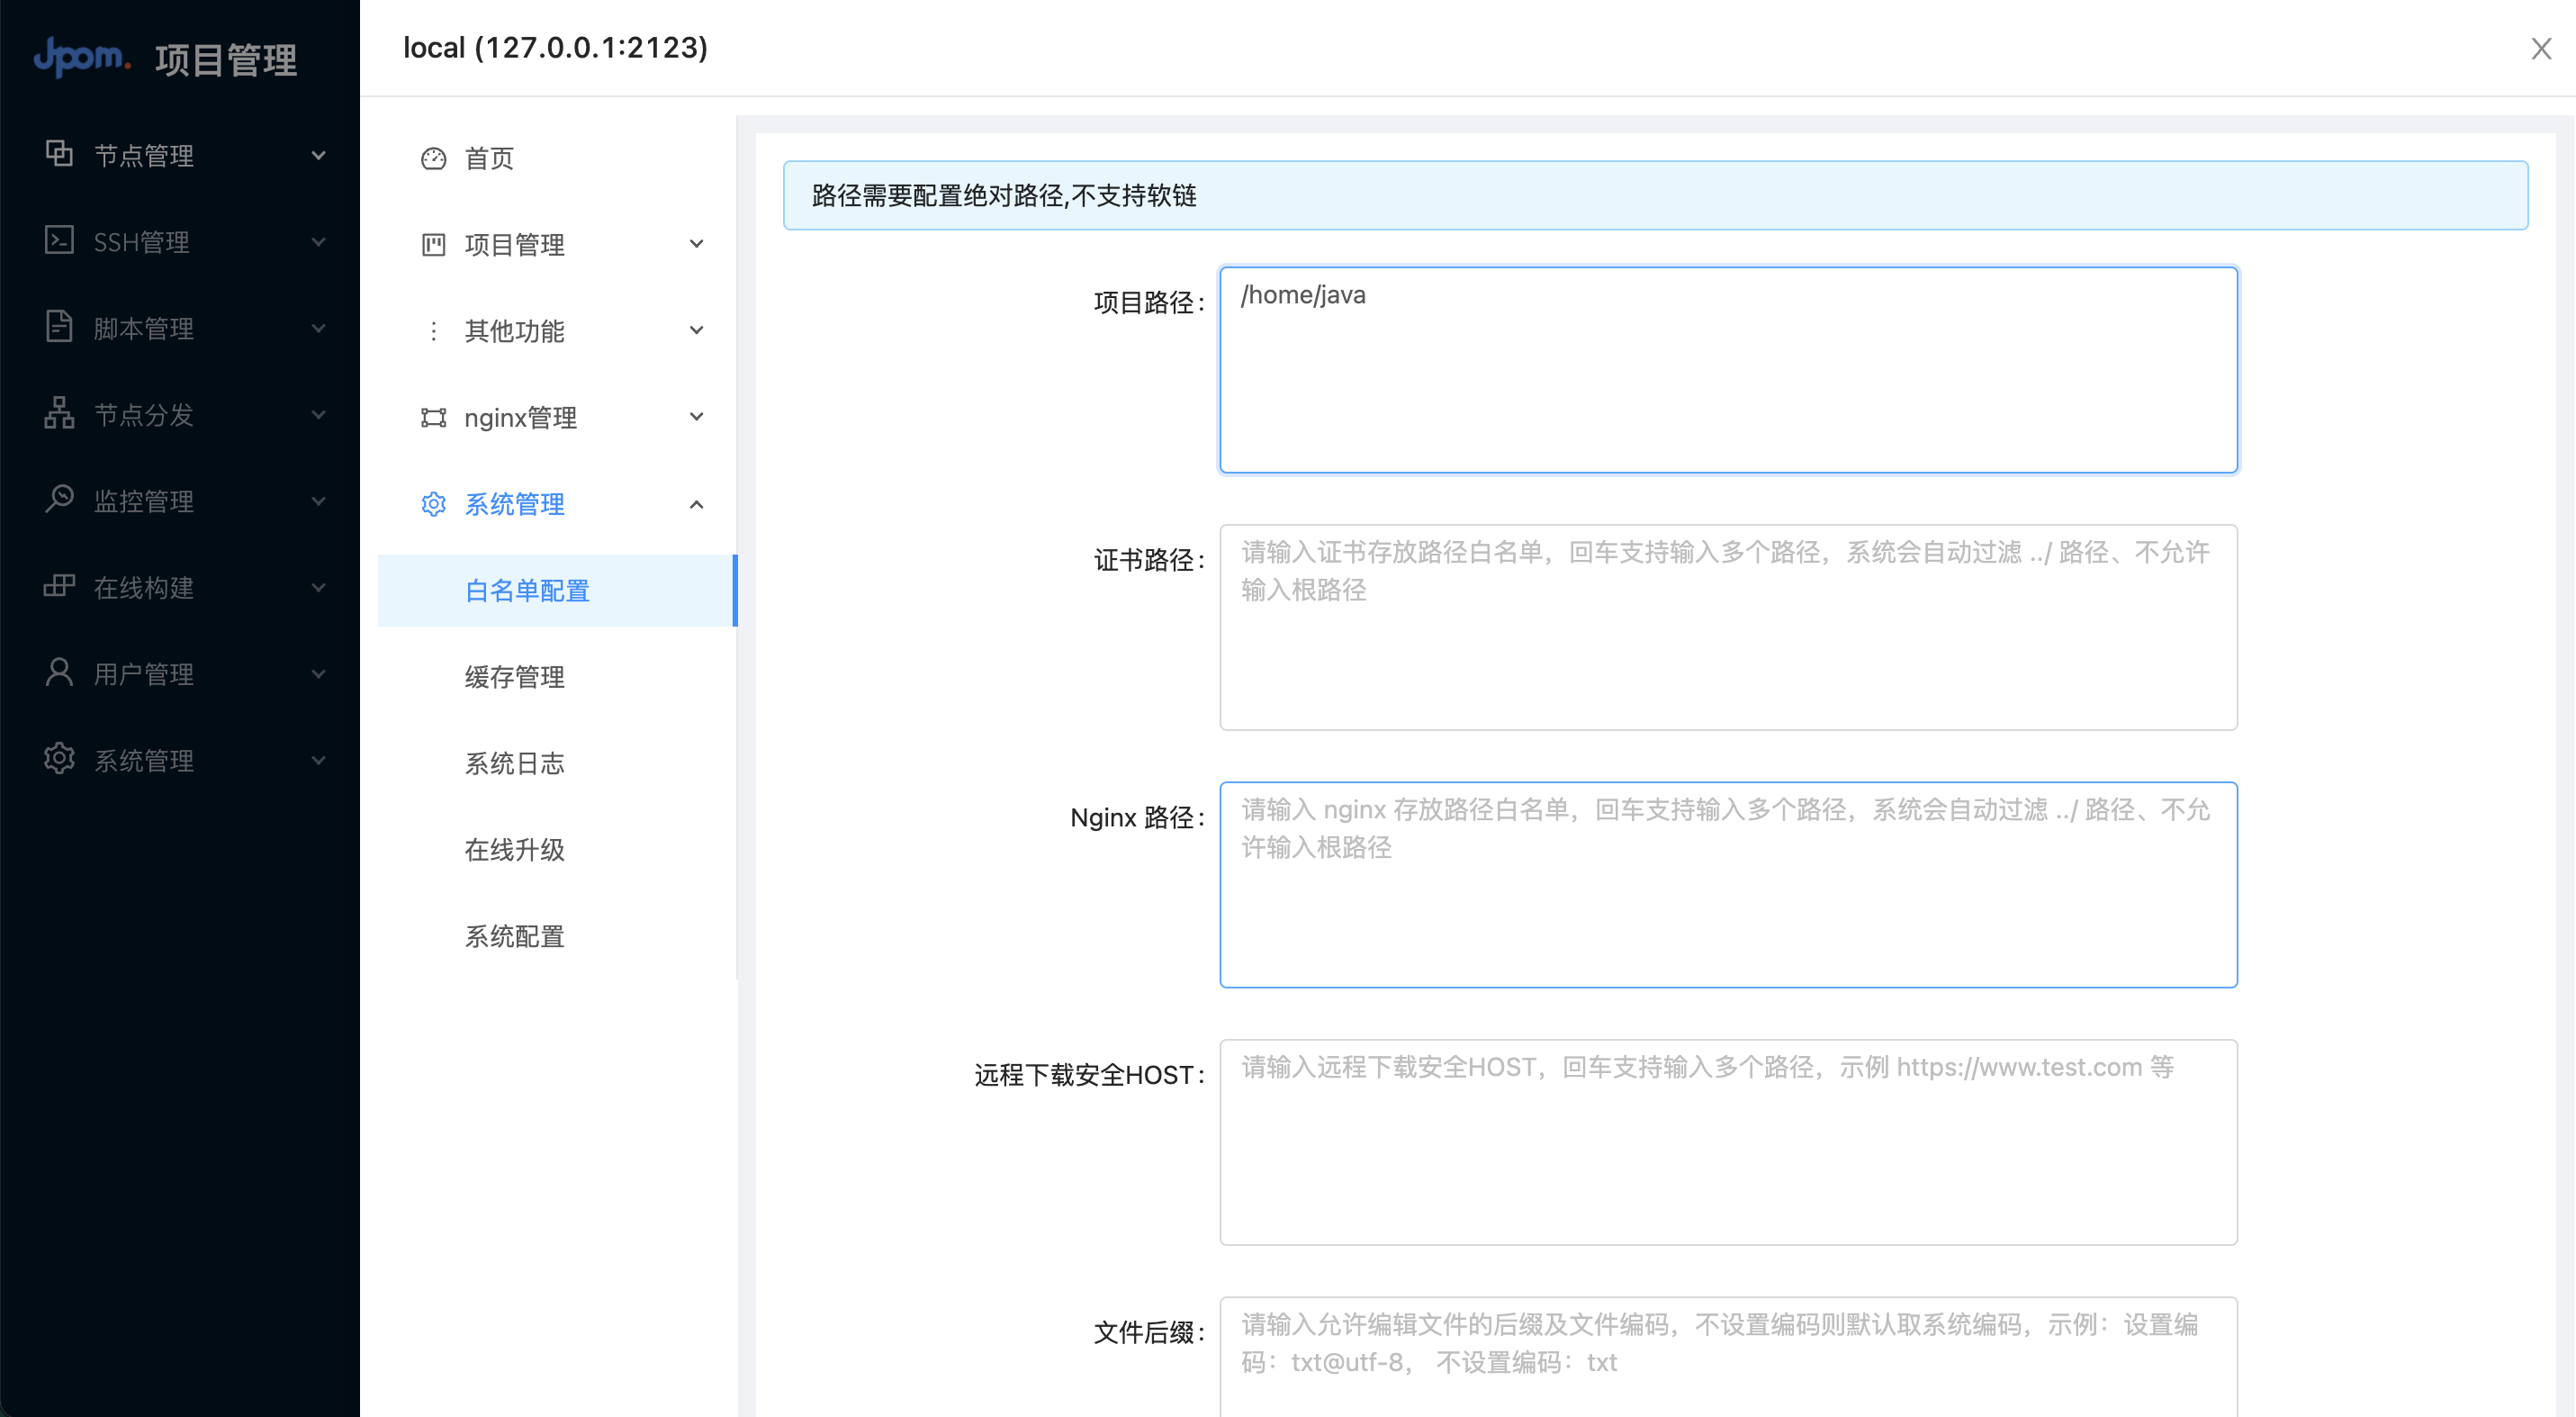 Jpom. 项目管理
节点管理
SSH管理
脚本管理
节点分发
监控管理
在线构建
用户管理
系统管理
local (127.0.0.1:2123)
首页
项目管理
其他功能
nginx管理
系统管理
白名单配置
缓存管理
系统日志
在线升级
系统配置
路径需要配置绝对路径,不支持软链
项目路径:
/home/java
证书路径:
请输入证书存放路径白名单，回车支持输入多个路径，系统会自动过滤 ../ 路径、不允许
输入根路径
Nginx 路径:
请输入 nginx 存放路径白名单，回车支持输入多个路径，系统会自动过滤 ../ 路径、不允
许输入根路径
远程下载安全HOST:
请输入远程下载安全HOST，回车支持输入多个路径，示例 https://www.test.com 等
文件后缀:
请输入允许编辑文件的后缀及文件编码，不设置编码则默认取系统编码，示例：设置编
码：txt@utf-8， 不设置编码：txt